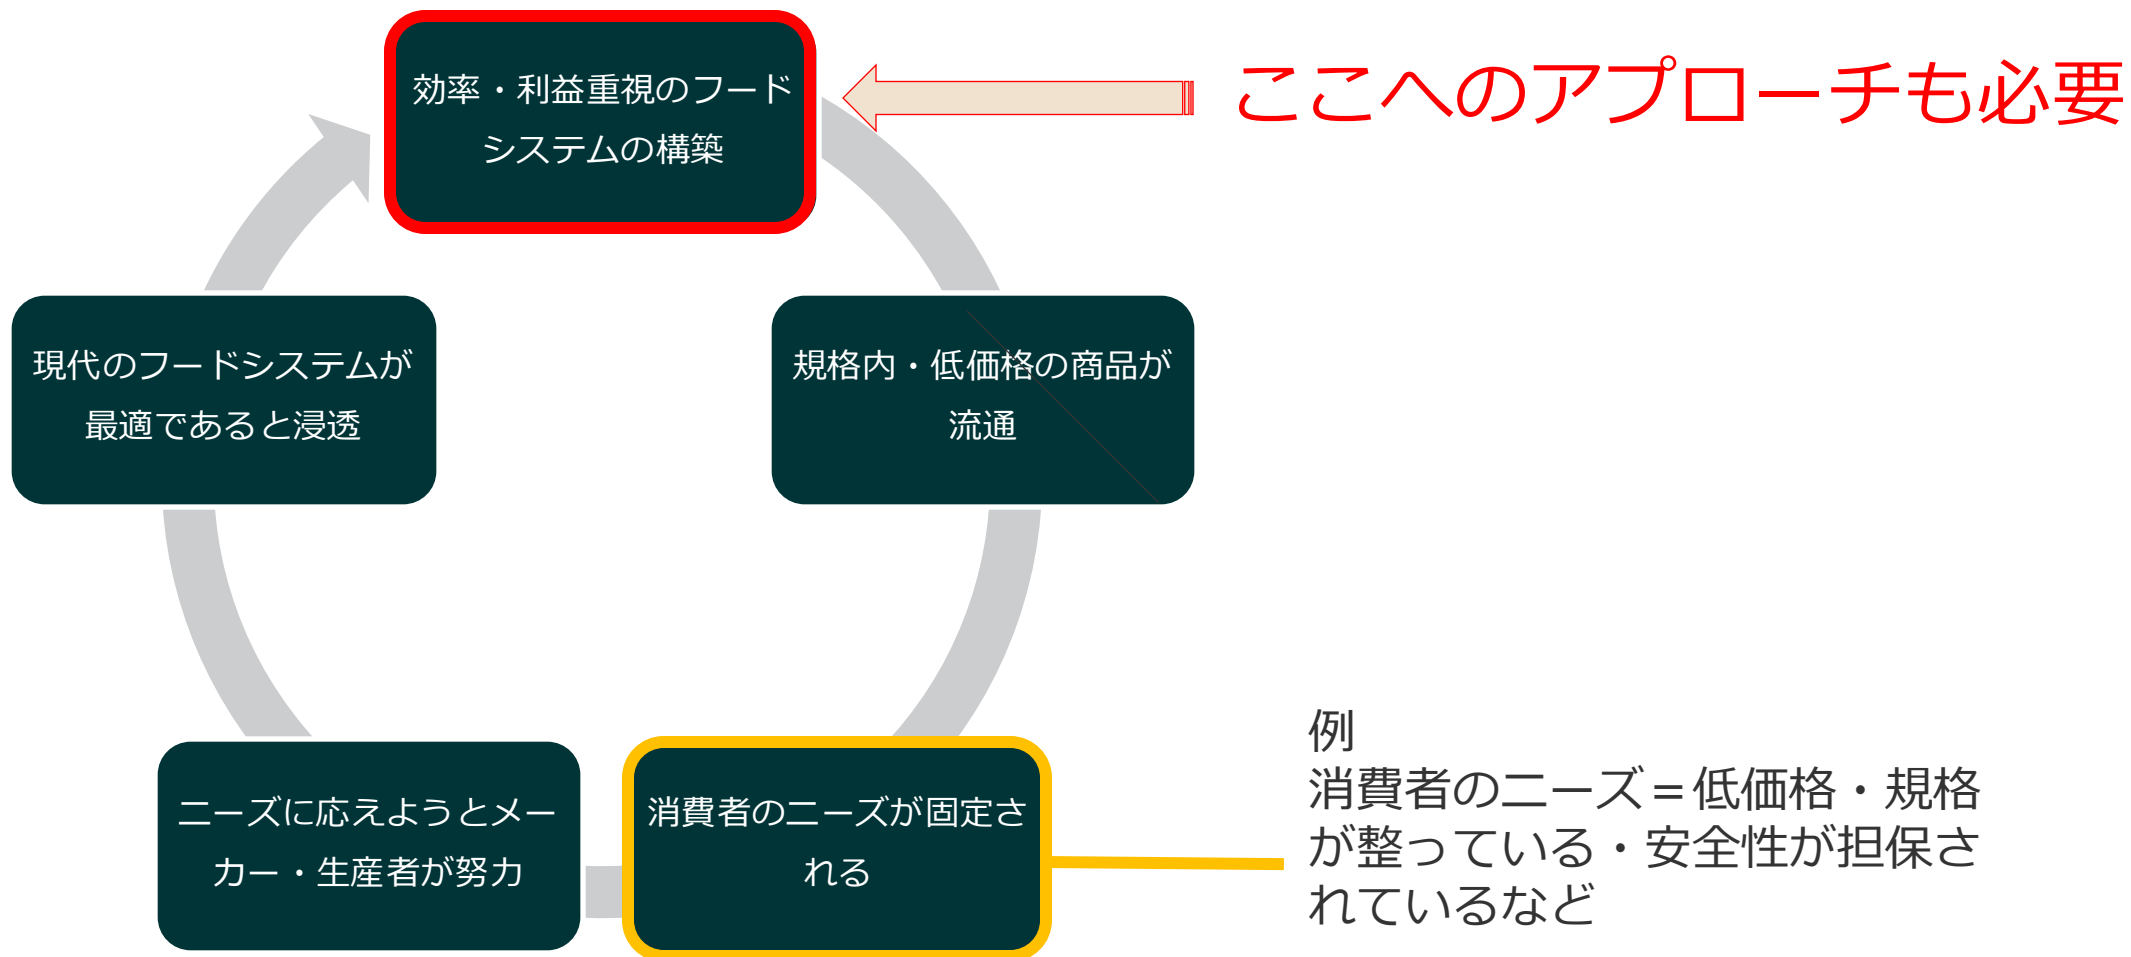 効率・利益重視のフード
システムの構築
ここへのアプローチも必要
規格内・低価格の商品が
流通
消費者のニーズが固定さ
れる
例
消費者のニーズ＝低価格・規格
が整っている・安全性が担保さ
れているなど
ニーズに応えようとメー
カー・生産者が努力
現代のフードシステムが
最適であると浸透